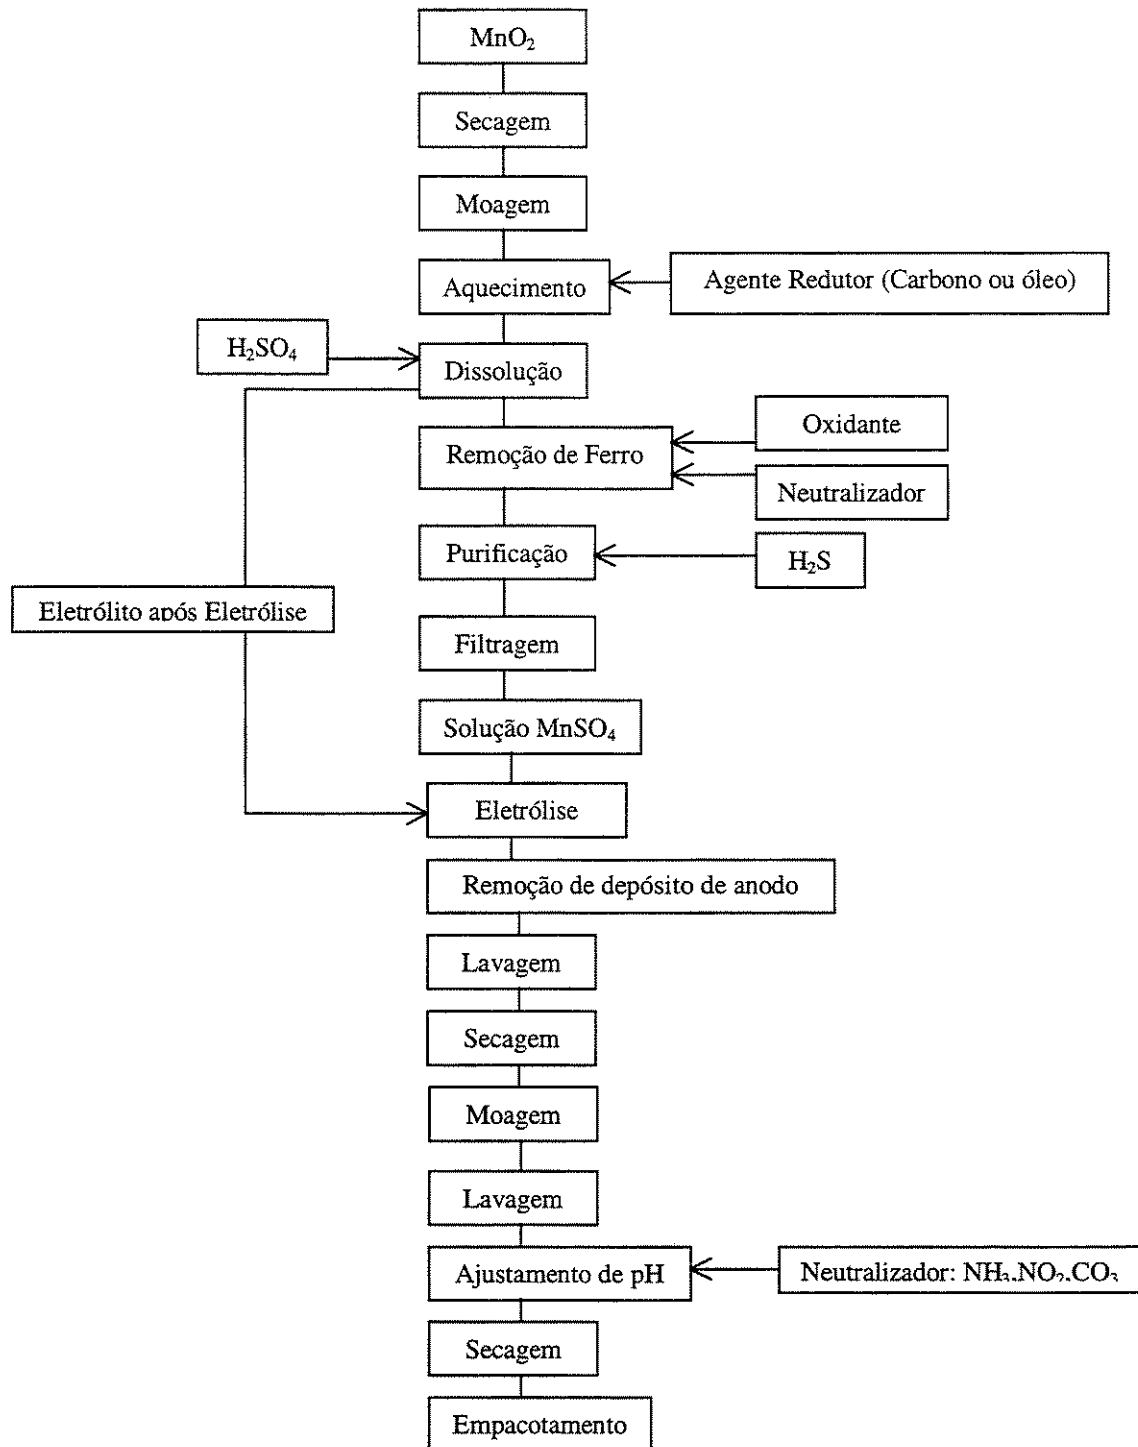 MnO₂
Secagem
Moagem
Aquecimento
Agente Redutor (Carbono ou óleo)
H₂SO₄
Dissolução
Oxidante
Remoção de Ferro
Neutralizador
Purificação
H₂S
Eletrólito após Eletrólise
Filtragem
Solução MnSO₄
Eletrólise
Remoção de depósito de anodo
Lavagem
Secagem
Moagem
Lavagem
Ajustamento de pH
Neutralizador: NH₃.NO₂.CO₃
Secagem
Empacotamento